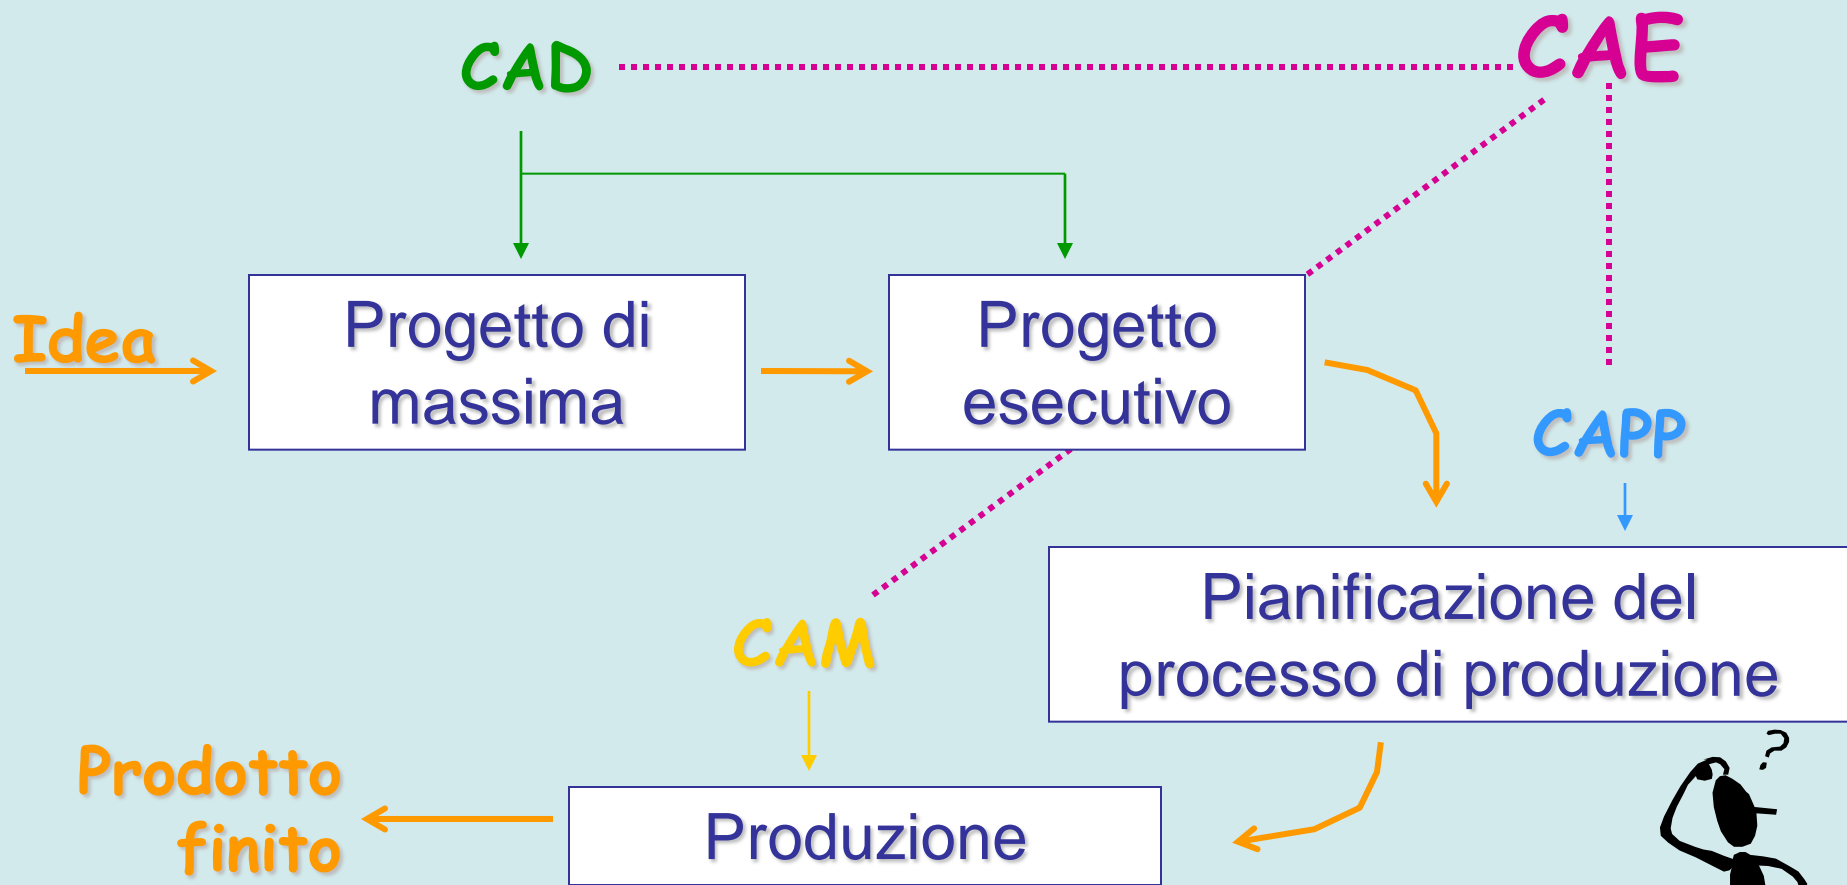 CAD
CAE
Idea
Progetto di
massima
Progetto
esecutivo
CAPP
Pianificazione del
processo di produzione
CAM
Prodotto
finito
Produzione
?